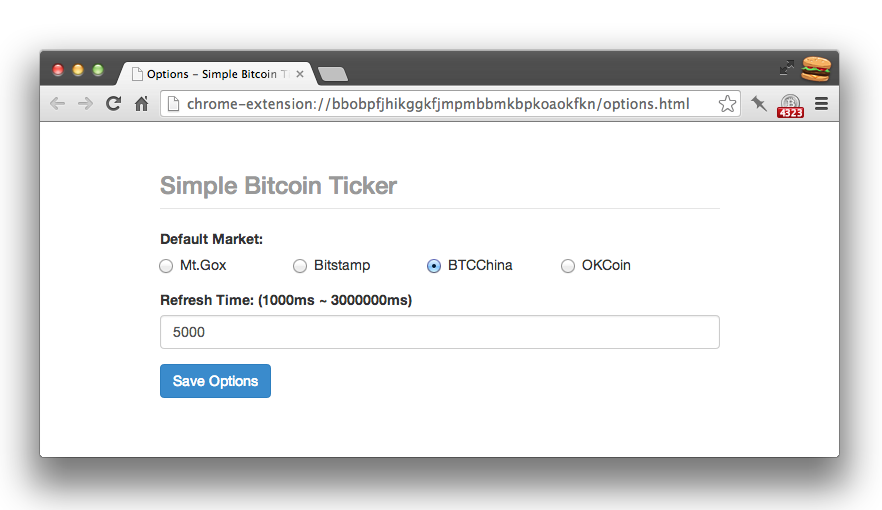 Options – Simple Bitcoin Ti
chrome-extension://bbobpfjhikggkfjmpmbbmkbpkoaokfkn/options.html
4323
Simple Bitcoin Ticker
Default Market:
Mt.Gox Bitstamp BTCChina OKCoin
Refresh Time: (1000ms ~ 3000000ms)
5000
Save Options